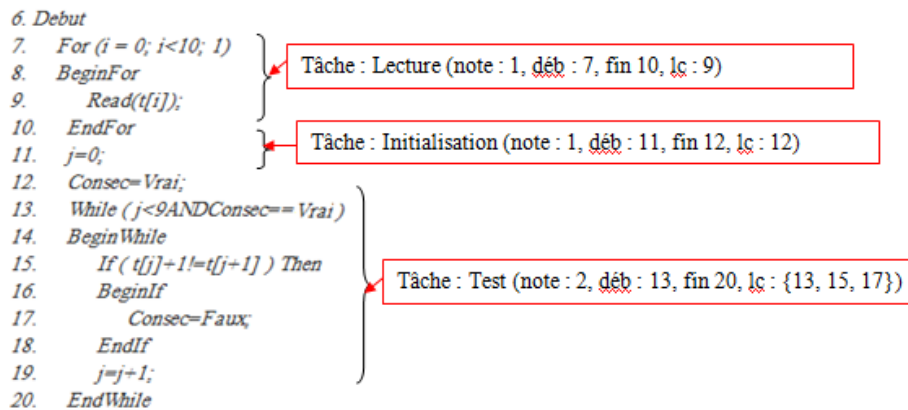 6. Debut
7. For (i = 0; i<10; 1)
8. BeginFor
9. Read(t[i]);
10. EndFor
11. j=0;
12. Consec=Vrai;
13. While ( j<9ANDConsec== Vrai )
14. BeginWhile
15. If ( t[j]+1!=t[j+1] ) Then
16. BeginIf
17. Consec=Faux;
18. EndIf
19. j=j+1;
20. EndWhile
Tâche : Lecture (note : 1, déb : 7, fin 10, lç : 9)
Tâche : Initialisation (note : 1, déb : 11, fin 12, lç : 12)
Tâche : Test (note : 2, déb : 13, fin 20, lç : {13, 15, 17})